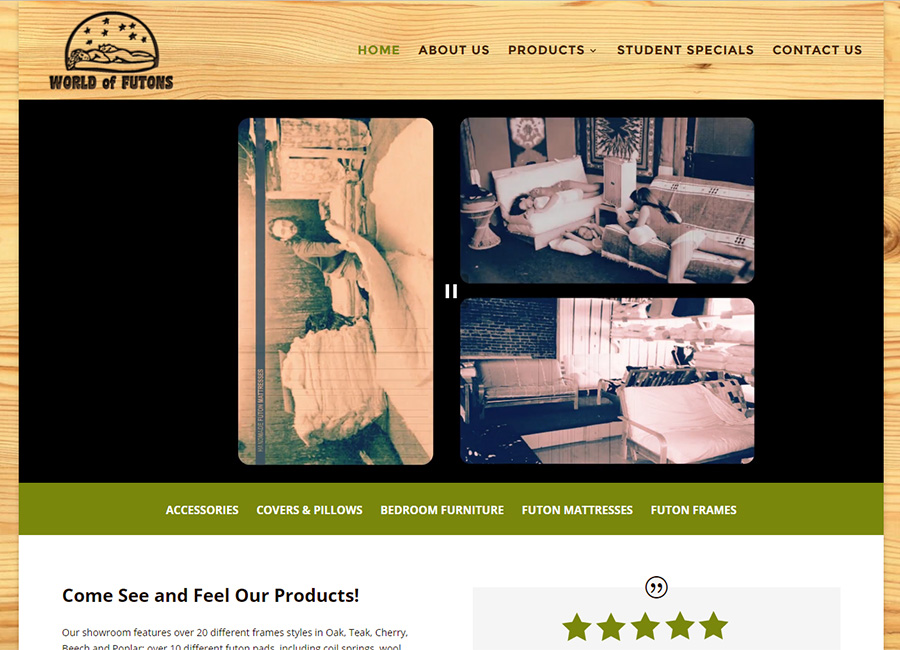 WORLD of FUTONS
HOME ABOUT US PRODUCTS STUDENT SPECIALS CONTACT US
HANDMADE FUTON MATTRESSES
ACCESSORIES COVERS & PILLOWS BEDROOM FURNITURE FUTON MATTRESSES FUTON FRAMES
Come See and Feel Our Products!
Our showroom features over 20 different frames styles in Oak, Teak, Cherry,
Beech and Poplar; over 10 different futon pads, including coil springs, wool,